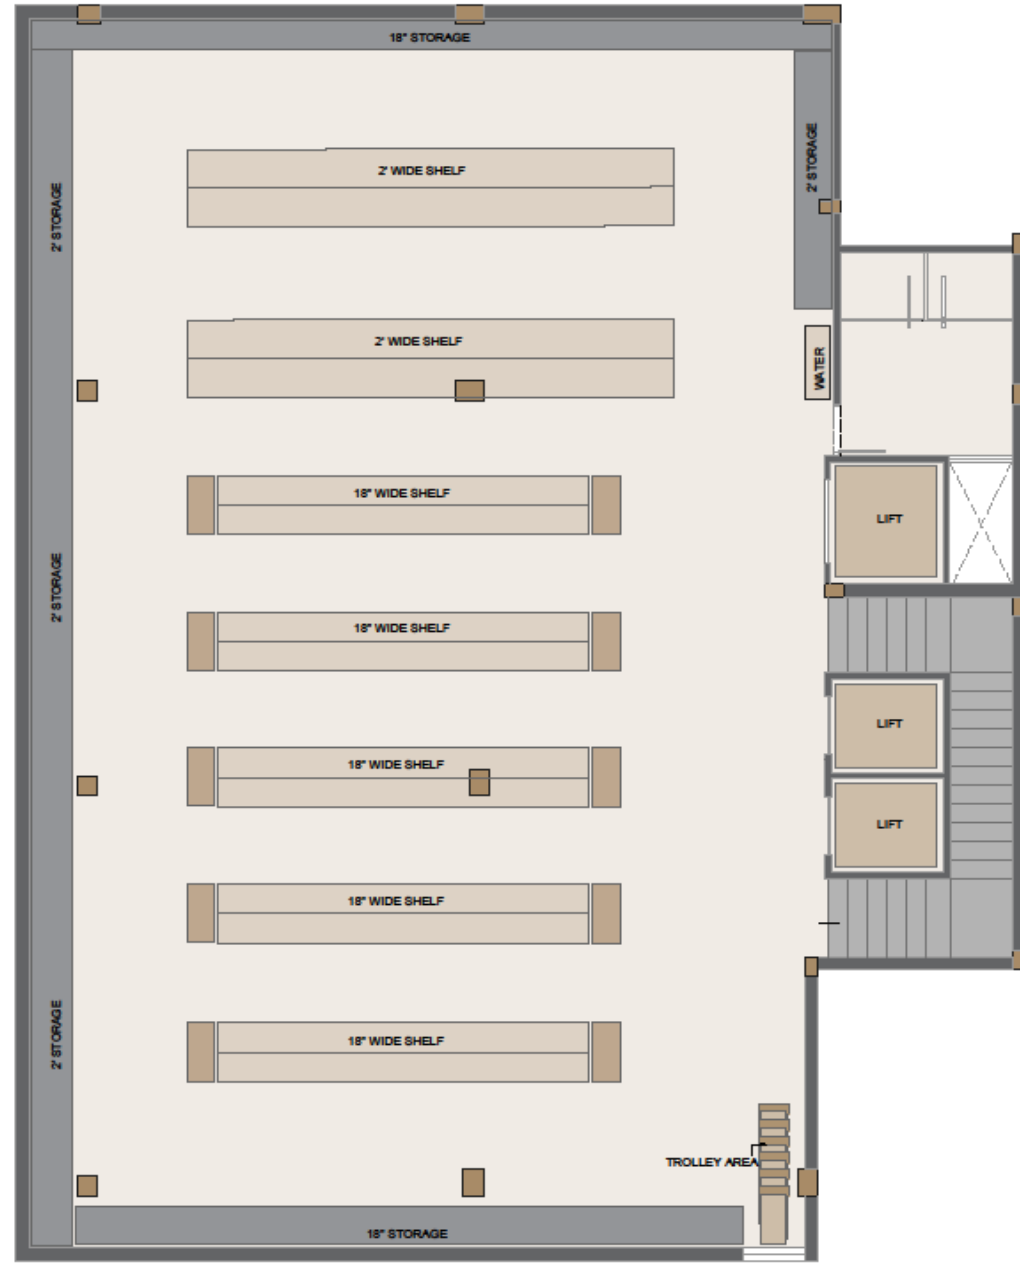 18" STORAGE
2' STORAGE
2' STORAGE
2' WIDE SHELF
2' WIDE SHELF
WATER
18" WIDE SHELF
LIFT
2' STORAGE
18" WIDE SHELF
LIFT
18" WIDE SHELF
LIFT
18" WIDE SHELF
2' STORAGE
18" WIDE SHELF
TROLLEY AREA
18" STORAGE